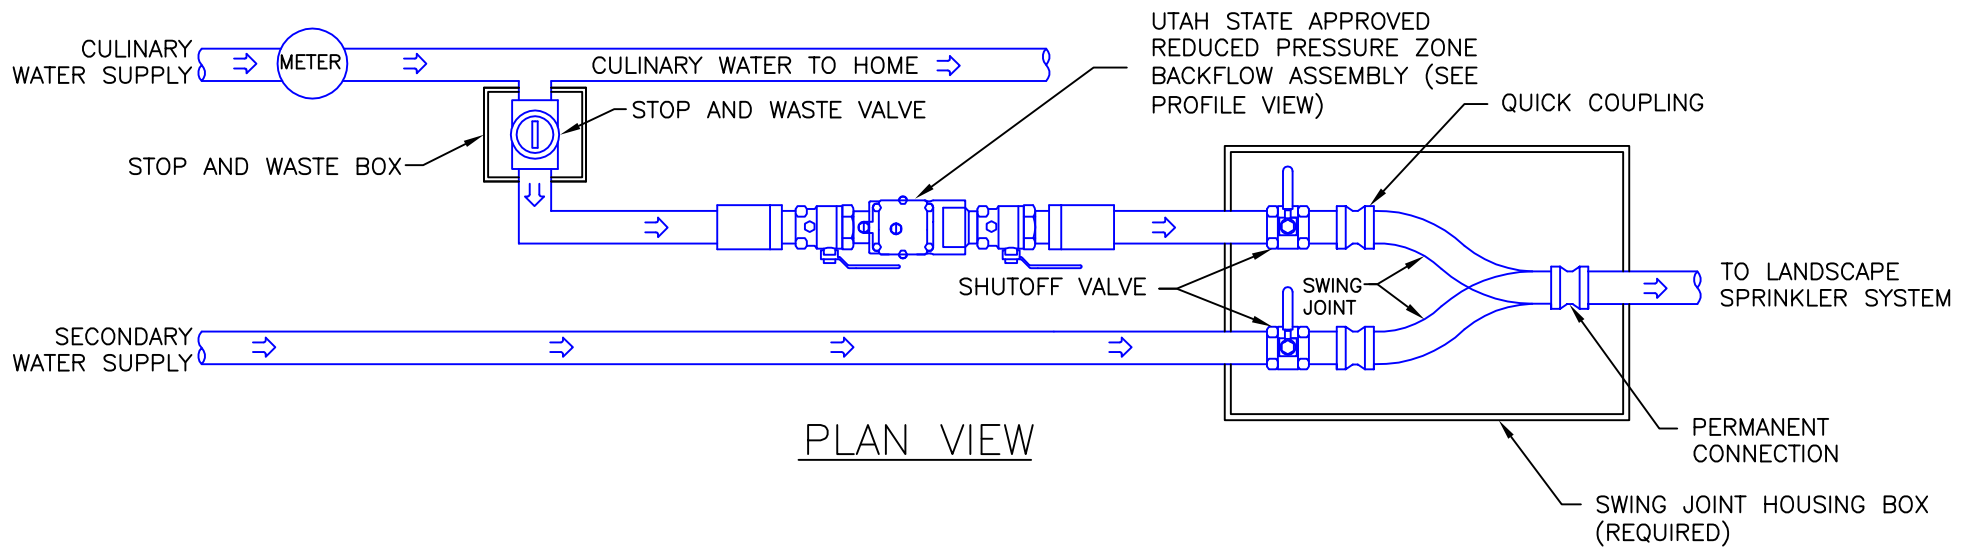 CULINARY
WATER SUPPLY
METER
CULINARY WATER TO HOME
UTAH STATE APPROVED
REDUCED PRESSURE ZONE
BACKFLOW ASSEMBLY (SEE
PROFILE VIEW)
QUICK COUPLING
STOP AND WASTE VALVE
STOP AND WASTE BOX
SHUTOFF VALVE
SWING
JOINT
TO LANDSCAPE
SPRINKLER SYSTEM
SECONDARY
WATER SUPPLY
PLAN VIEW
PERMANENT
CONNECTION
SWING JOINT HOUSING BOX
(REQUIRED)